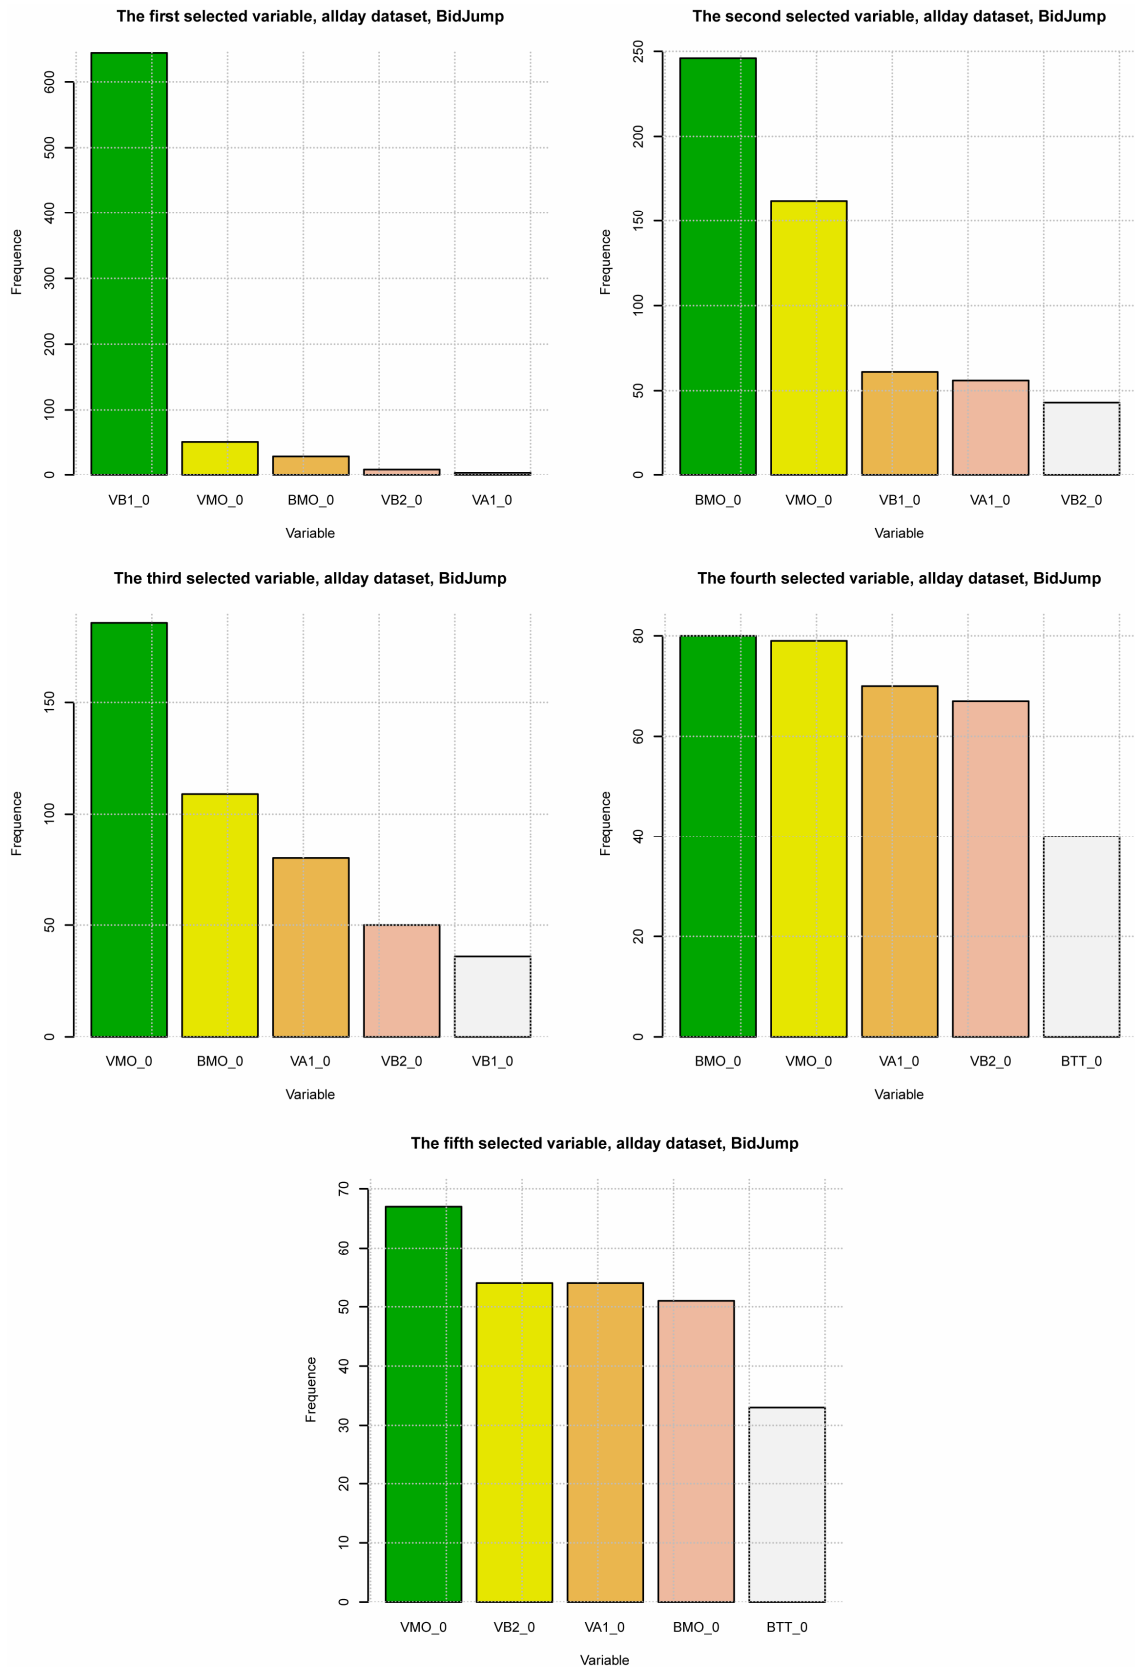 The first selected variable, allday dataset, BidJump
Frequence
600
500
400
300
200
100
0
VB1_0 VMO_0 BMO_0 VB2_0 VA1_0
Variable
The second selected variable, allday dataset, BidJump
Frequence
250
200
150
100
50
0
BMO_0 VMO_0 VB1_0 VA1_0 VB2_0
Variable
The third selected variable, allday dataset, BidJump
Frequence
150
100
50
0
VMO_0 BMO_0 VA1_0 VB2_0 VB1_0
Variable
The fourth selected variable, allday dataset, BidJump
Frequence
80
60
40
20
0
BMO_0 VMO_0 VA1_0 VB2_0 BTT_0
Variable
The fifth selected variable, allday dataset, BidJump
Frequence
70
60
50
40
30
20
10
0
VMO_0 VB2_0 VA1_0 BMO_0 BTT_0
Variable